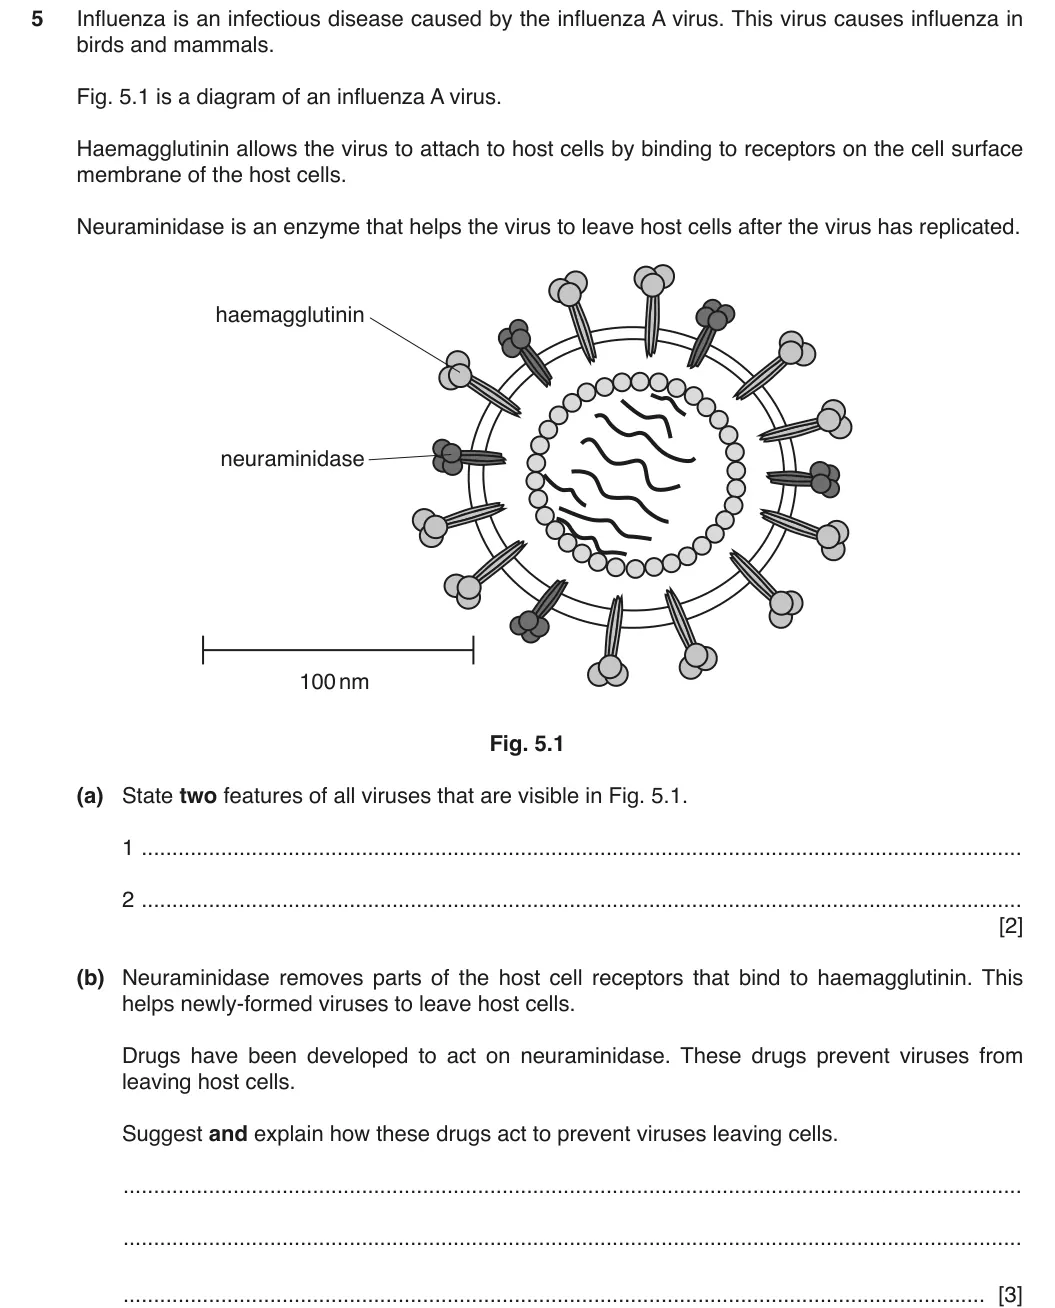 5 Influenza is an infectious disease caused by the influenza A virus. This virus causes influenza in
birds and mammals.
Fig. 5.1 is a diagram of an influenza A virus.
Haemagglutinin allows the virus to attach to host cells by binding to receptors on the cell surface
membrane of the host cells.
Neuraminidase is an enzyme that helps the virus to leave host cells after the virus has replicated.
haemagglutinin
neuraminidase
100 nm
Fig. 5.1
(a) State two features of all viruses that are visible in Fig. 5.1.
1 ................................................................................................................................................
2 ................................................................................................................................................
[2]
(b) Neuraminidase removes parts of the host cell receptors that bind to haemagglutinin. This
helps newly-formed viruses to leave host cells.
Drugs have been developed to act on neuraminidase. These drugs prevent viruses from
leaving host cells.
Suggest and explain how these drugs act to prevent viruses leaving cells.
...................................................................................................................................................
...................................................................................................................................................
............................................................................................................................................. [3]